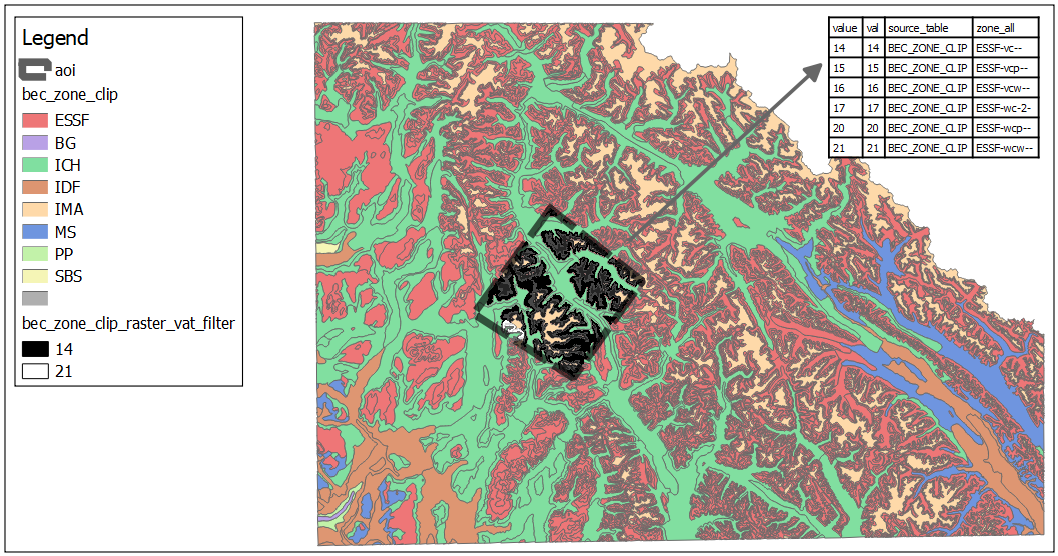 Legend
aoi
bec_zone_clip
ESSF
BG
ICH
IDF
IMA
MS
PP
SBS
bec_zone_clip_raster_vat_filter
14
21
value val source_table zone_all
14 14 BEC_ZONE_CLIP ESSF-vc--
15 15 BEC_ZONE_CLIP ESSF-vcp--
16 16 BEC_ZONE_CLIP ESSF-vcw--
17 17 BEC_ZONE_CLIP ESSF-wc-2-
20 20 BEC_ZONE_CLIP ESSF-wcp--
21 21 BEC_ZONE_CLIP ESSF-wcw--